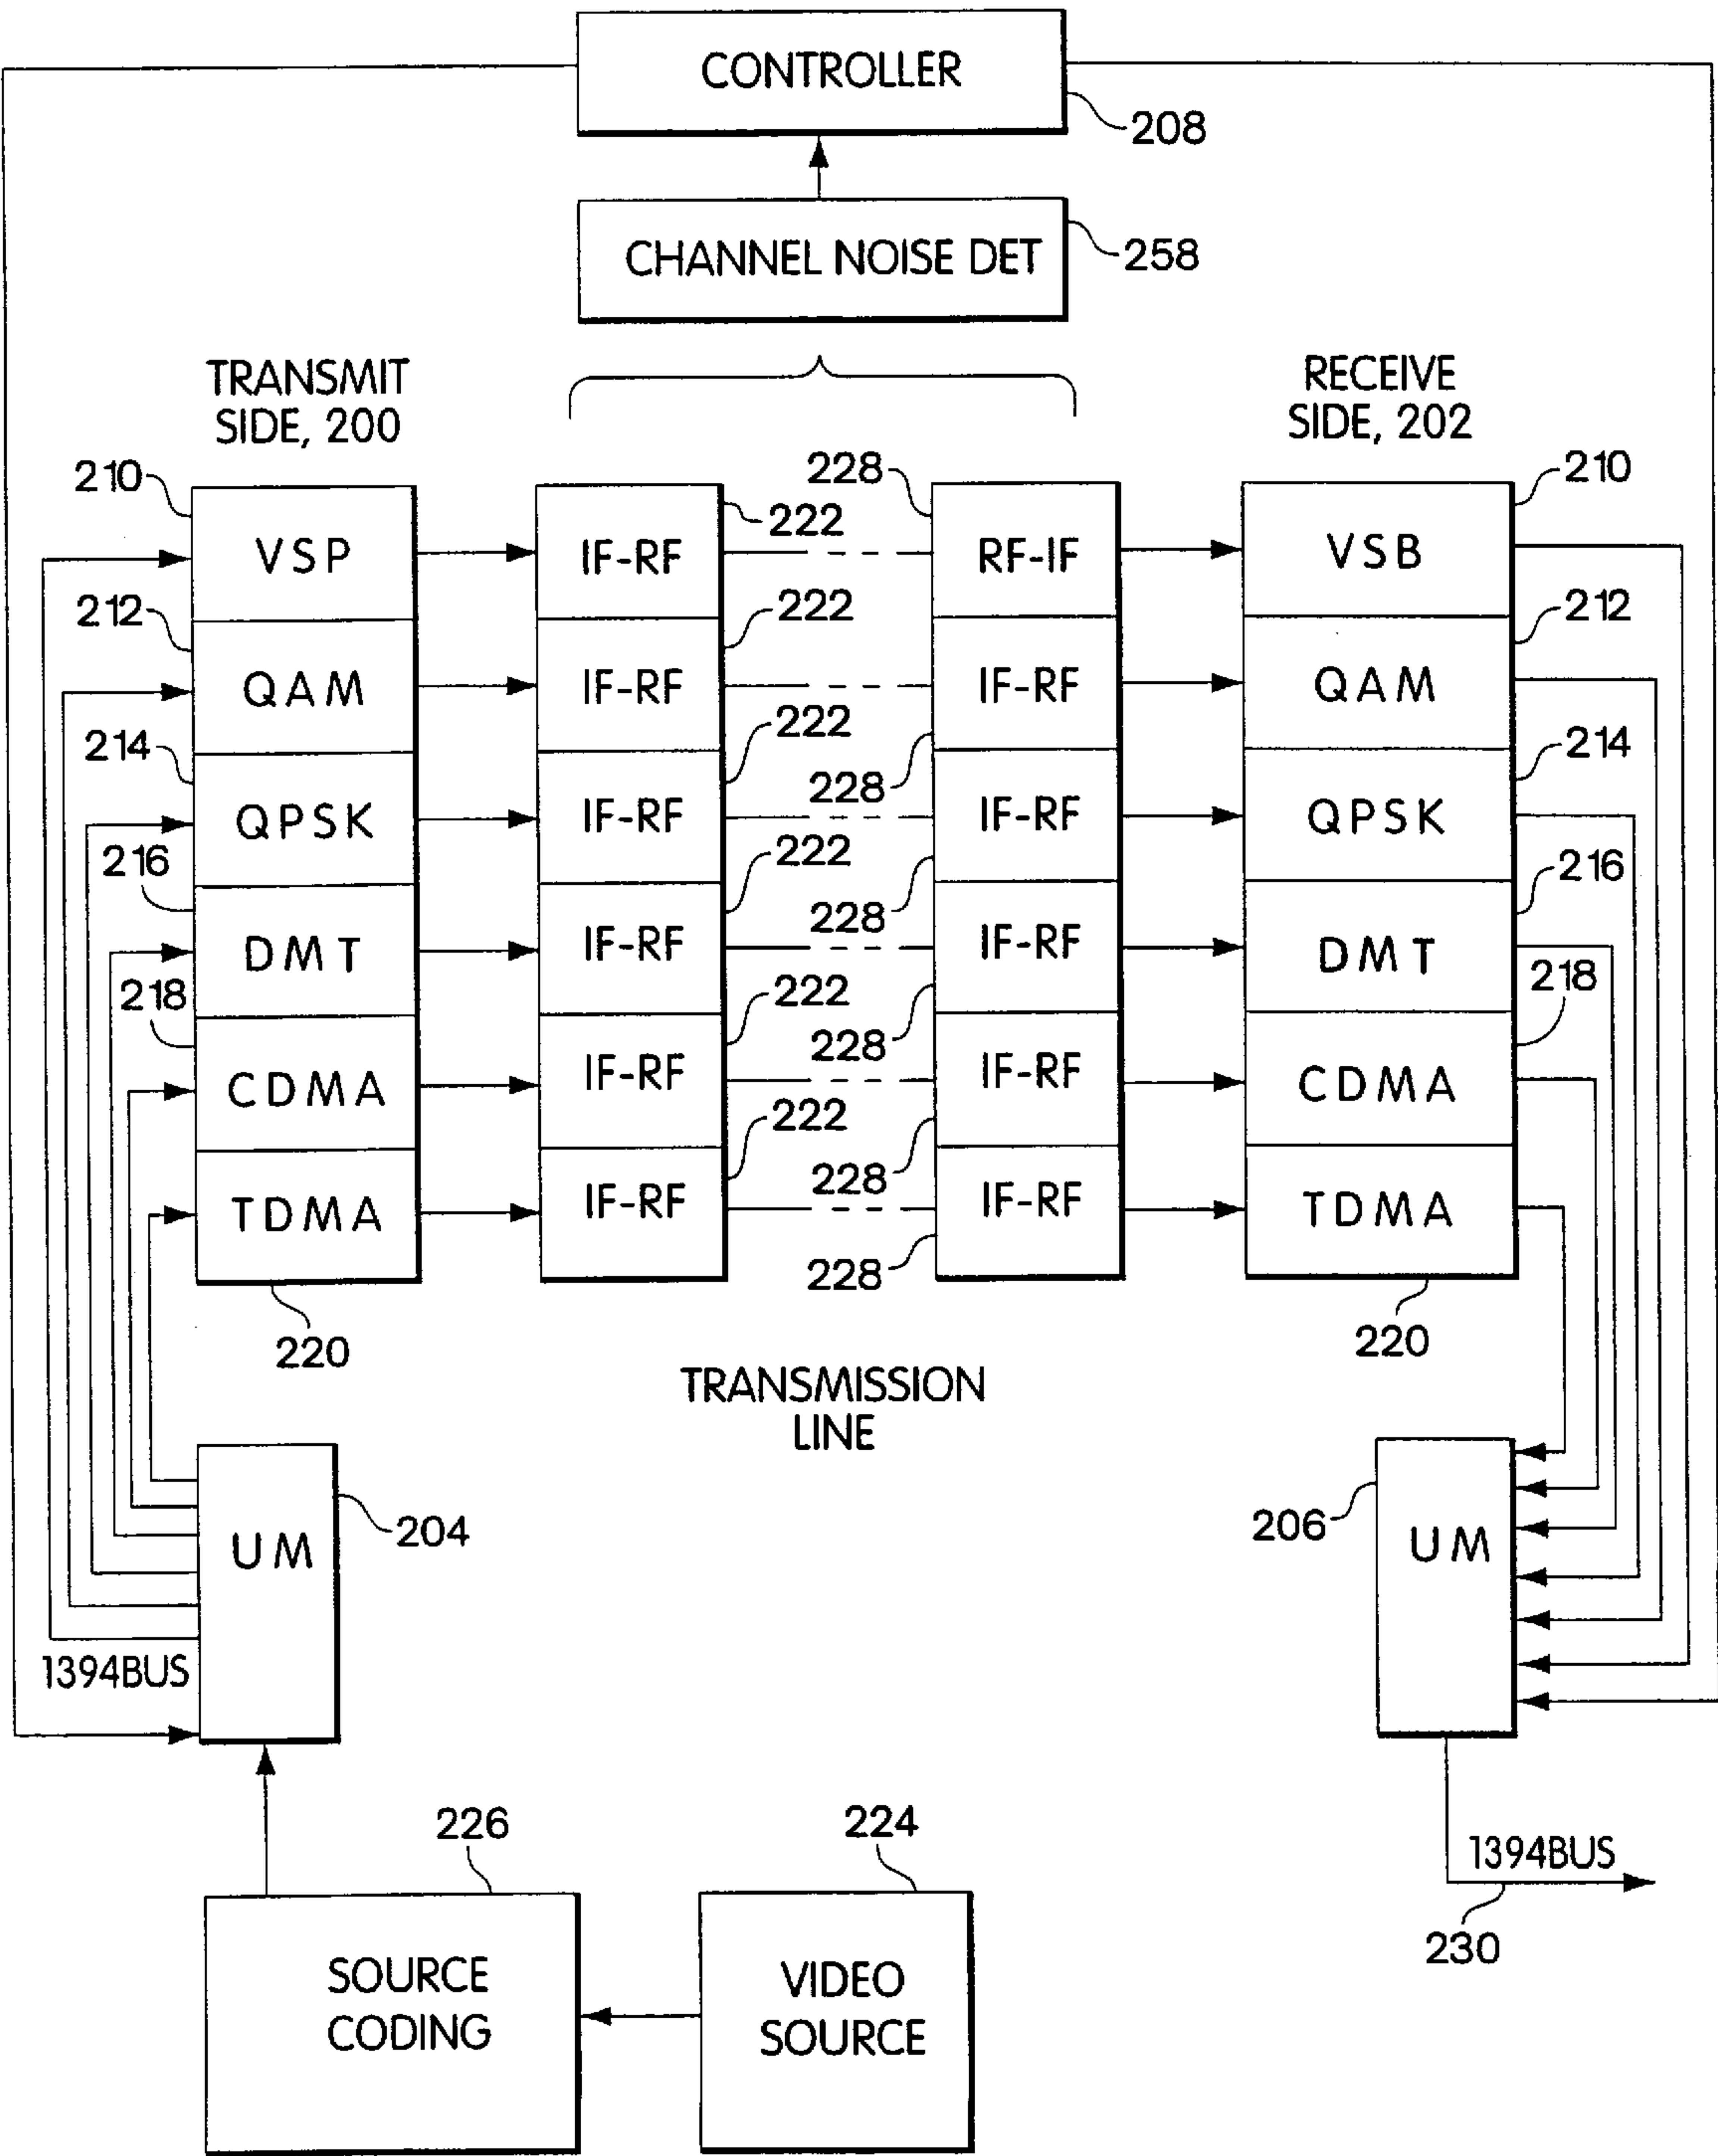 CONTROLLER
208
CHANNEL NOISE DET
258
TRANSMIT
SIDE, 200
RECEIVE
SIDE, 202
210
228
210
VSP
IF-RF
222
RF-IF
VSB
212
222
212
QAM
IF-RF
IF-RF
QAM
214
222
228
214
QPSK
IF-RF
IF-RF
QPSK
216
222
228
216
DMT
IF-RF
IF-RF
DMT
218
222
228
218
CDMA
IF-RF
IF-RF
CDMA
222
228
TDMA
IF-RF
IF-RF
TDMA
228
220
220
TRANSMISSION
LINE
UM
204
206
UM
1394BUS
226
224
1394BUS
230
SOURCE
CODING
VIDEO
SOURCE